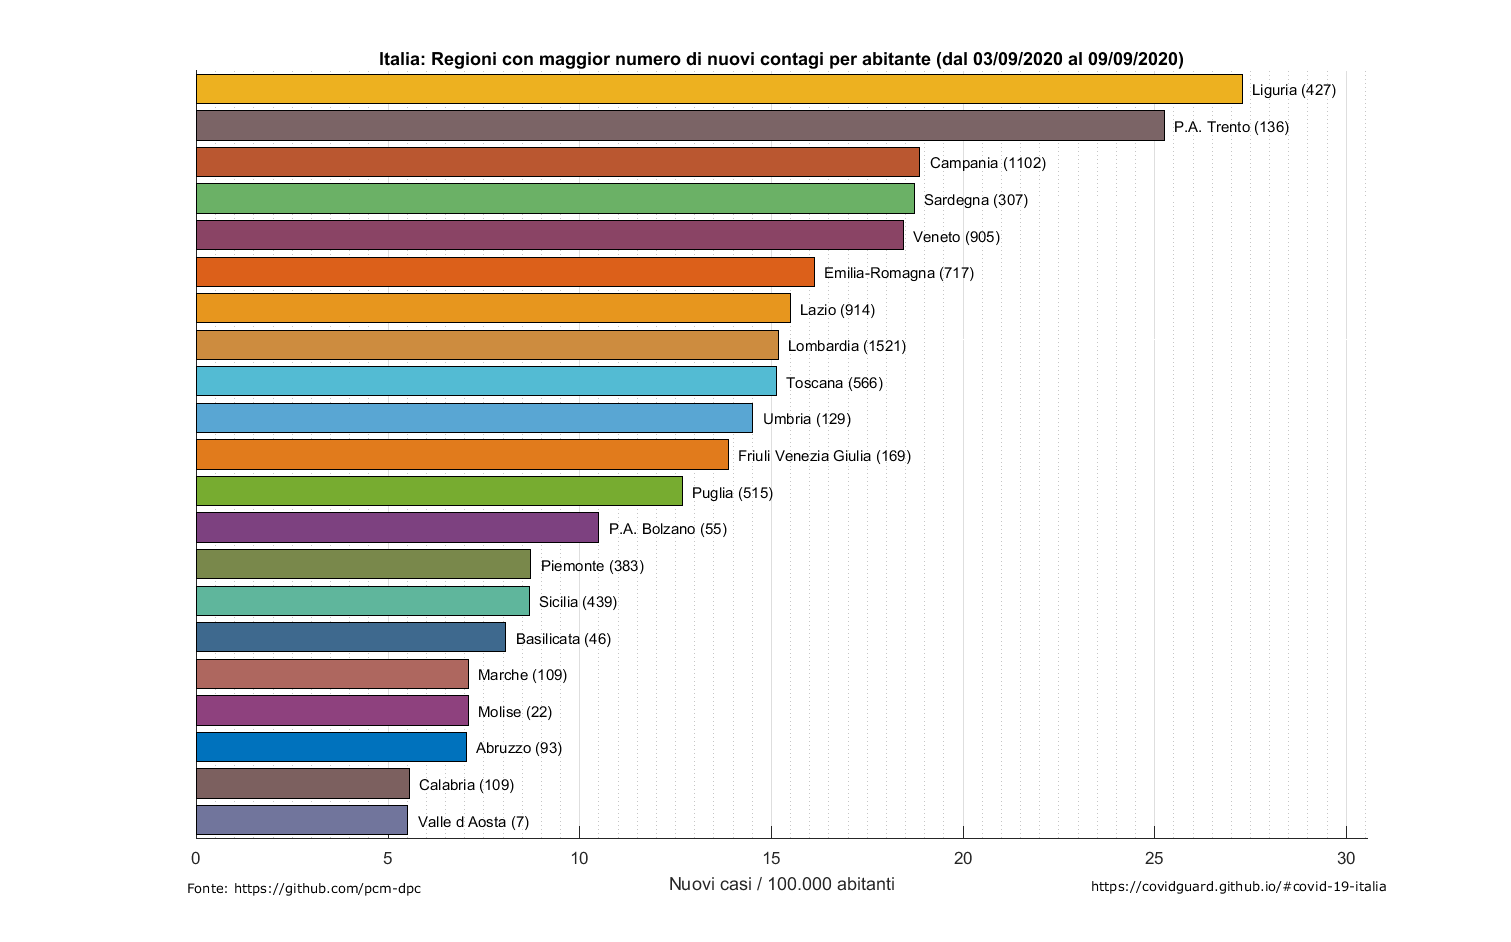 Italia: Regioni con maggior numero di nuovi contagi per abitante (dal 03/09/2020 al 09/09/2020)
Liguria (427)
P.A. Trento (136)
Campania (1102)
Sardegna (307)
Veneto (905)
Emilia-Romagna (717)
Lazio (914)
Lombardia (1521)
Toscana (566)
Umbria (129)
Friuli Venezia Giulia (169)
Puglia (515)
P.A. Bolzano (55)
Piemonte (383)
Sicilia (439)
Basilicata (46)
Marche (109)
Molise (22)
Abruzzo (93)
Calabria (109)
Valle d Aosta (7)
0 5 10 15 20 25 30
Nuovi casi / 100.000 abitanti
Fonte: https://github.com/pcm-dpc
https://covidguard.github.io/#covid-19-italia